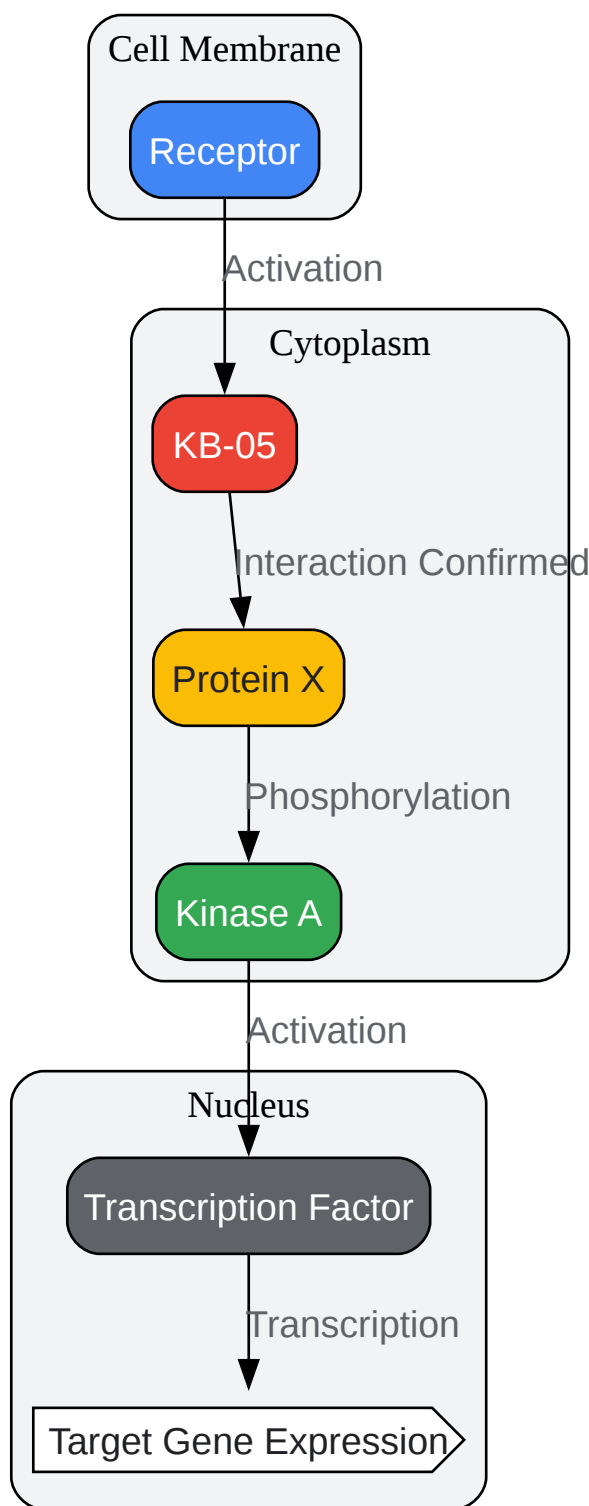 Cell Membrane
Receptor
Activation
Cytoplasm
KB-05
Interaction Confirmed
Protein X
Phosphorylation
Kinase A
Activation
Nucleus
Transcription Factor
Transcription
Target Gene Expression